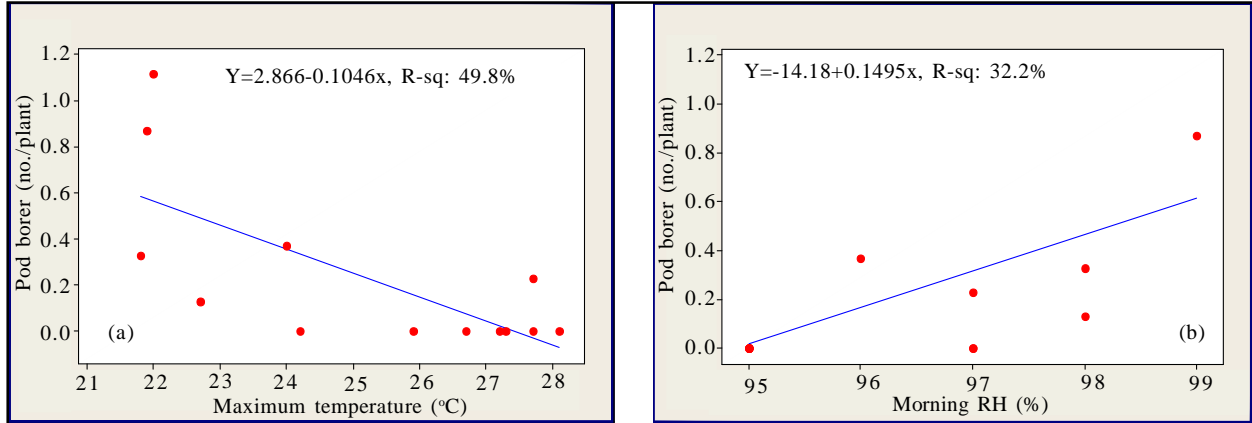 Y=2.866-0.1046x, R-sq: 49.8%
Pod borer (no./plant)
1.2
1.0
0.8
0.6
0.4
0.2
0.0
(a)
21 22 23 24 25 26 27 28
Maximum temperature (°C)
Y=-14.18+0.1495x, R-sq: 32.2%
Pod borer (no./plant)
1.2
1.0
0.8
0.6
0.4
0.2
0.0
(b)
95 96 97 98 99
Morning RH (%)